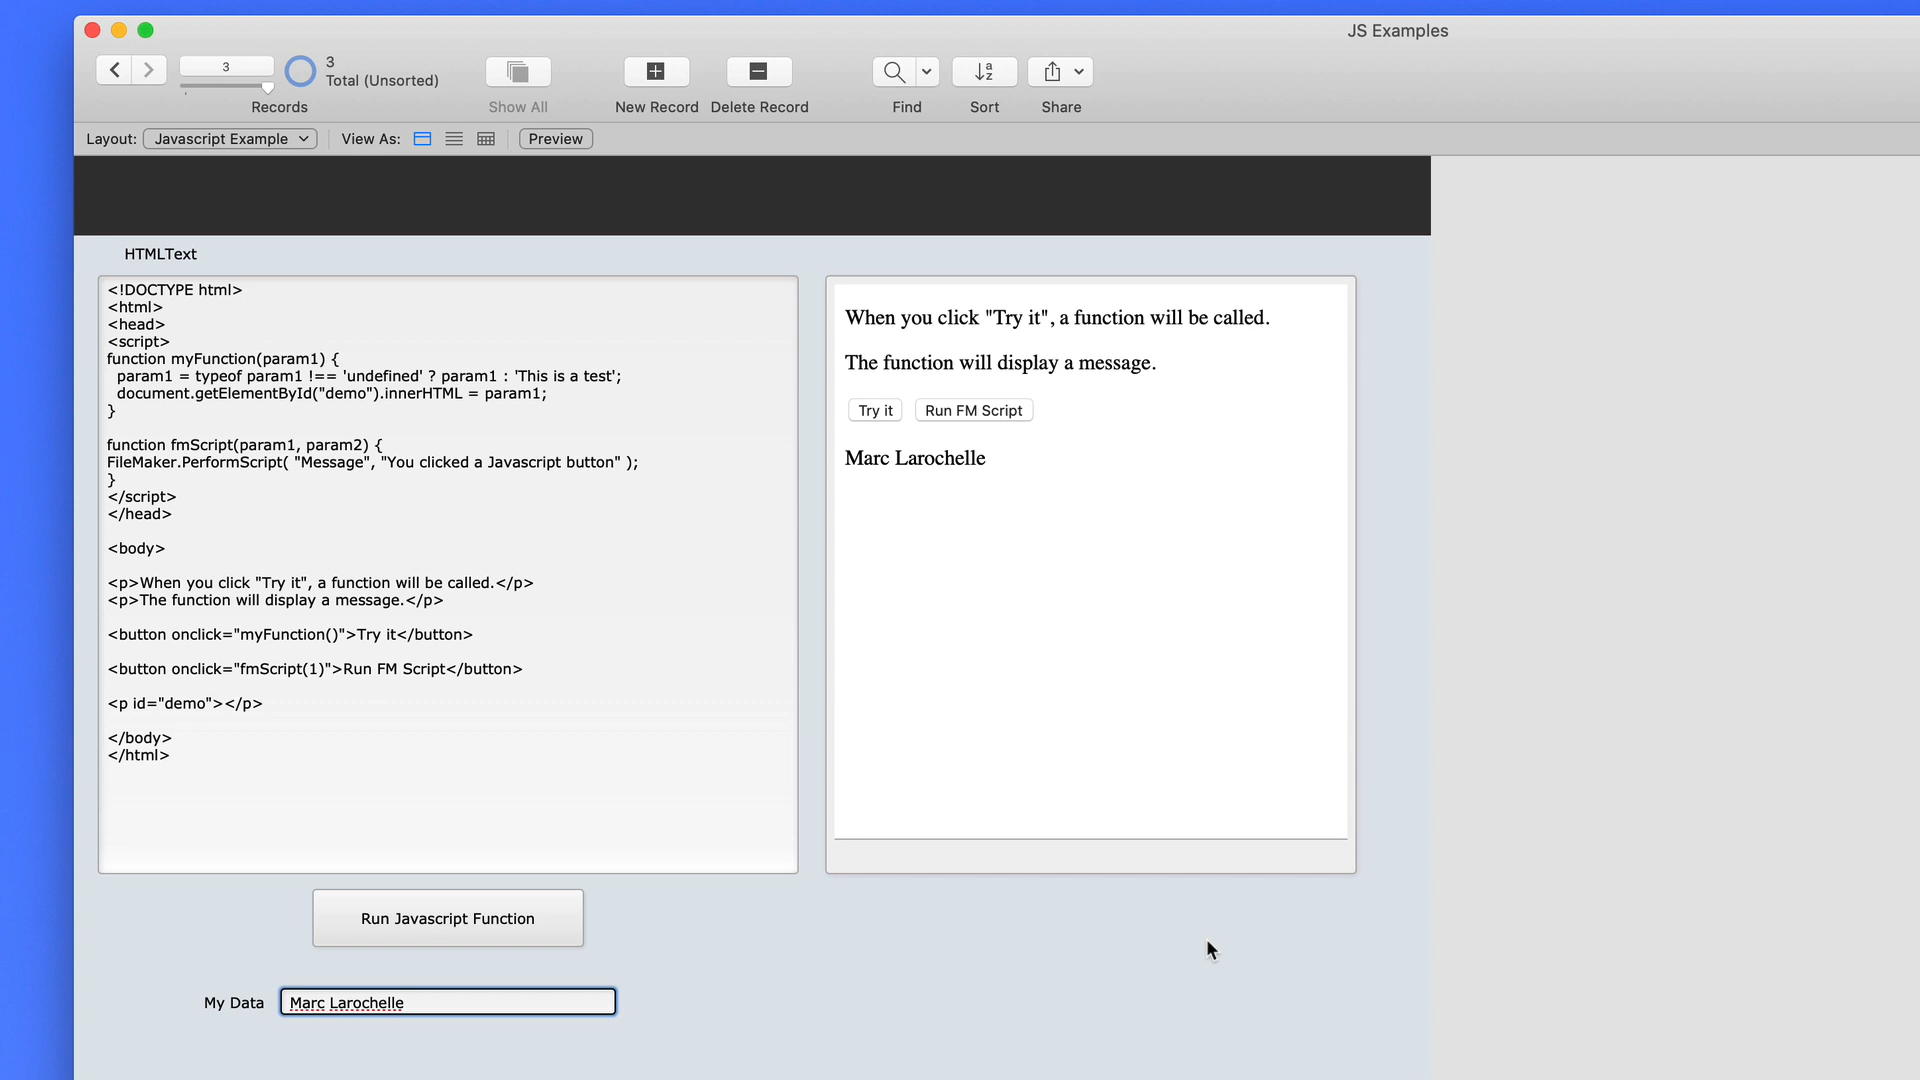 JS Examples
3
3
Total (Unsorted)
Records
Show All
New Record
Delete Record
Find
Sort
Share
Layout: Javascript Example
View As:
Preview
HTMLText
<!DOCTYPE html>
<html>
<head>
<script>
function myFunction(param1) {
  param1 = typeof param1 !== 'undefined' ? param1 : 'This is a test';
  document.getElementById("demo").innerHTML = param1;
}
function fmScript(param1, param2) {
FileMaker.PerformScript( "Message", "You clicked a Javascript button" );
}
</script>
</head>
<body>
<p>When you click "Try it", a function will be called.</p>
<p>The function will display a message.</p>
<button onclick="myFunction()">Try it</button>
<button onclick="fmScript(1)">Run FM Script</button>
<p id="demo"></p>
</body>
</html>
When you click "Try it", a function will be called.
The function will display a message.
Try it
Run FM Script
Marc Larochelle
Run Javascript Function
My Data
Marc Larochelle